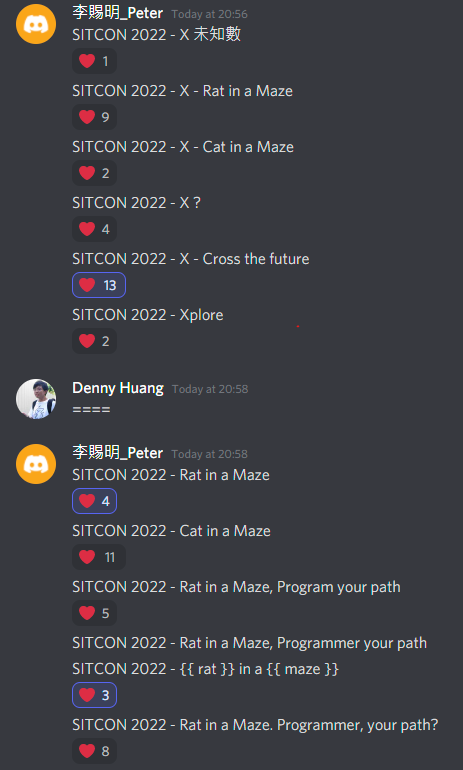 李賜明_Peter Today at 20:56
SITCON 2022 - X 未知數
1
SITCON 2022 - X - Rat in a Maze
9
SITCON 2022 - X - Cat in a Maze
2
SITCON 2022 - X ?
4
SITCON 2022 - X - Cross the future
13
SITCON 2022 - Xplore
2
Denny Huang Today at 20:58
====
李賜明_Peter Today at 20:58
SITCON 2022 - Rat in a Maze
4
SITCON 2022 - Cat in a Maze
11
SITCON 2022 - Rat in a Maze, Program your path
5
SITCON 2022 - Rat in a Maze, Programmer your path
SITCON 2022 - {{ rat }} in a {{ maze }}
3
SITCON 2022 - Rat in a Maze. Programmer, your path?
8